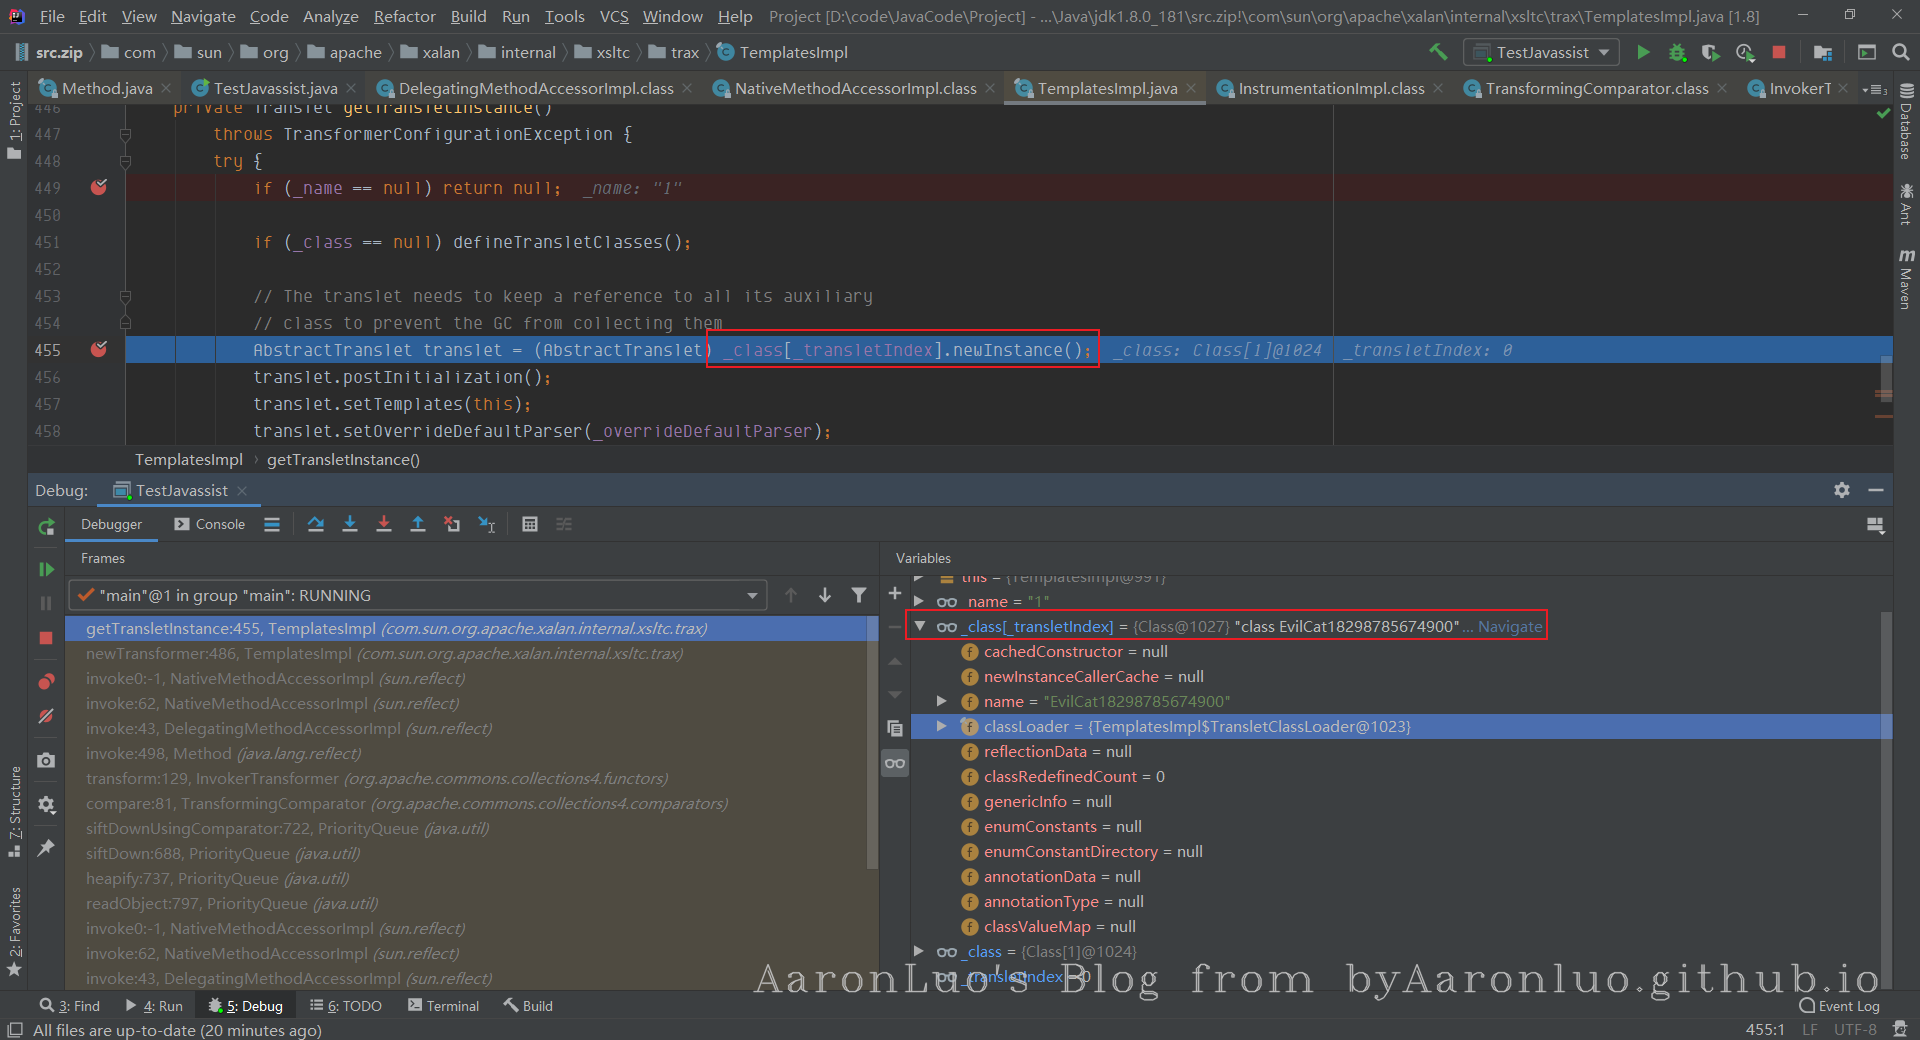 File Edit View Navigate Code Analyze Refactor Build Run Tools VCS Window Help Project [D:\code\JavaCode\Project] - ...\Java\jdk1.8.0_181\src.zip!\com\sun\org\apache\xalan\internal\xsltc\trax\TemplatesImpl.java [1.8]
src.zip com sun org apache xalan internal xsltc trax TemplatesImpl TestJavassist
Method.java TestJavassist.java DelegatingMethodAccessorImpl.class NativeMethodAccessorImpl.class TemplatesImpl.java InstrumentationImpl.class TransformingComparator.class InvokerT
1: Project
Database
Ant
Maven
446 private Translet getTransletInstance()
447 throws TransformerConfigurationException {
448 try {
449 if (_name == null) return null; _name: "1"
450
451 if (_class == null) defineTransletClasses();
452
453 // The translet needs to keep a reference to all its auxiliary
454 // class to prevent the GC from collecting them
455 AbstractTranslet translet = (AbstractTranslet) _class[_transletIndex].newInstance(); _class: Class[1]@1024 _transletIndex: 0
456 translet.postInitialization();
457 translet.setTemplates(this);
458 translet.setOverrideDefaultParser(_overrideDefaultParser);
TemplatesImpl › getTransletInstance()
Debug: TestJavassist
Debugger Console
Frames
"main"@1 in group "main": RUNNING
getTransletInstance:455, TemplatesImpl (com.sun.org.apache.xalan.internal.xsltc.trax)
newTransformer:486, TemplatesImpl (com.sun.org.apache.xalan.internal.xsltc.trax)
invoke0:-1, NativeMethodAccessorImpl (sun.reflect)
invoke:62, NativeMethodAccessorImpl (sun.reflect)
invoke:43, DelegatingMethodAccessorImpl (sun.reflect)
invoke:498, Method (java.lang.reflect)
transform:129, InvokerTransformer (org.apache.commons.collections4.functors)
compare:81, TransformingComparator (org.apache.commons.collections4.comparators)
siftDownUsingComparator:722, PriorityQueue (java.util)
siftDown:688, PriorityQueue (java.util)
heapify:737, PriorityQueue (java.util)
readObject:797, PriorityQueue (java.util)
invoke0:-1, NativeMethodAccessorImpl (sun.reflect)
invoke:62, NativeMethodAccessorImpl (sun.reflect)
invoke:43, DelegatingMethodAccessorImpl (sun.reflect)
Variables
this = {TemplatesImpl@991}
_name = "1"
_class[_transletIndex] = {Class@1027} "class EvilCat18298785674900"... Navigate
cachedConstructor = null
newInstanceCallerCache = null
name = "EvilCat18298785674900"
classLoader = {TemplatesImpl$TransletClassLoader@1023}
reflectionData = null
classRedefinedCount = 0
genericInfo = null
enumConstants = null
enumConstantDirectory = null
annotationData = null
annotationType = null
classValueMap = null
_class = {Class[1]@1024}
_transletIndex = 0
AaronLuo's Blog from byAaronluo.github.io
7: Structure
2: Favorites
3: Find 4: Run 5: Debug 6: TODO Terminal Build Event Log
All files are up-to-date (20 minutes ago) 455:1 LF UTF-8